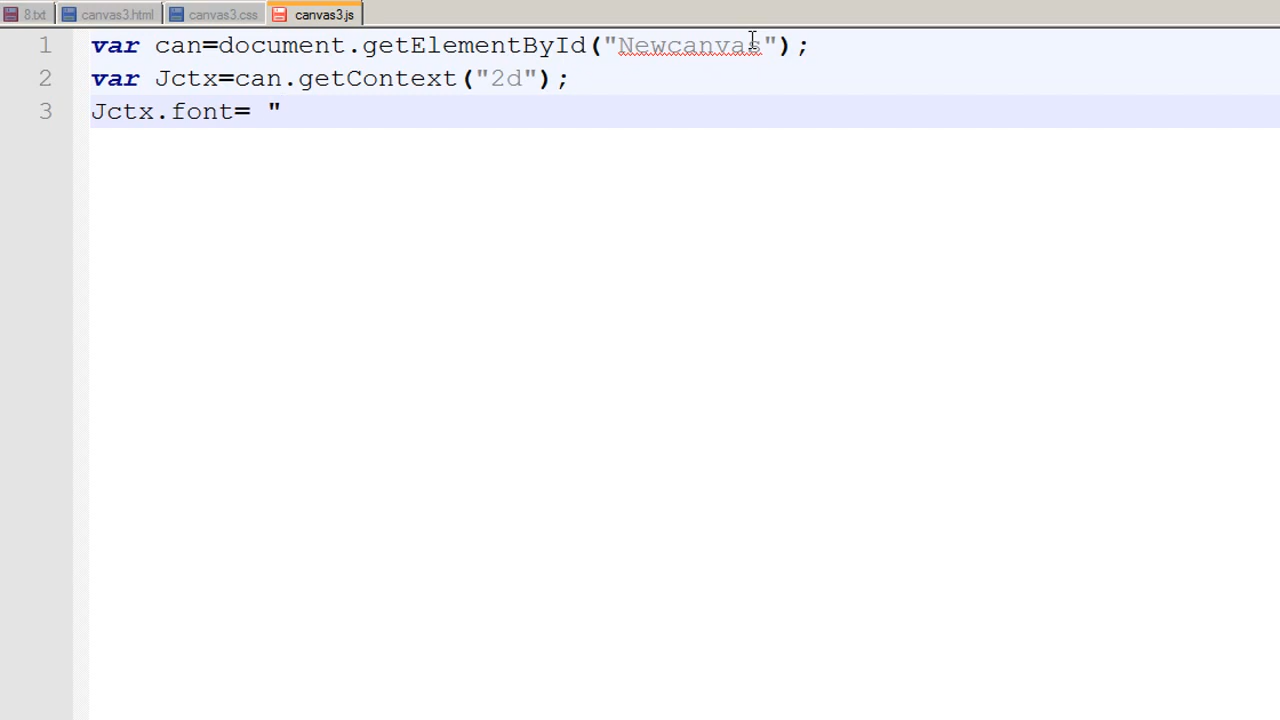 8.txt canvas3.html canvas3.css canvas3.js
1 var can=document.getElementById("Newcanvas");
2 var Jctx=can.getContext("2d");
3 Jctx.font= "